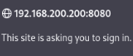 192.168.200.200:8080
This site is asking you to sign in.